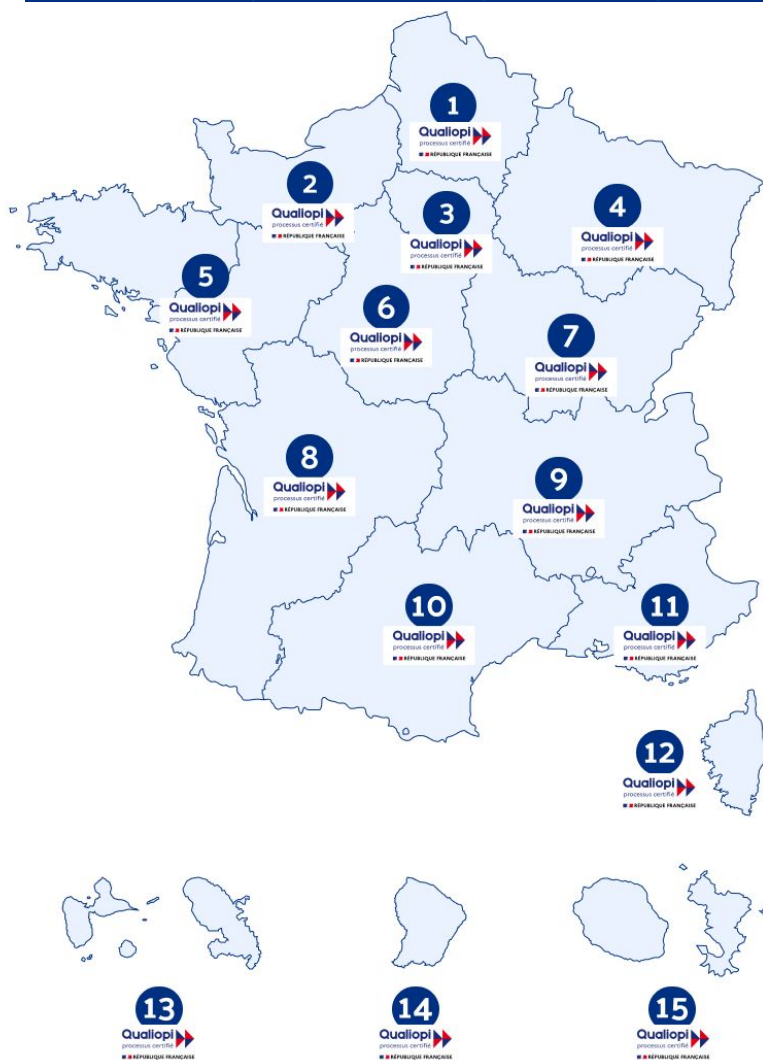 1
Qualiopi
processus certifié
RÉPUBLIQUE FRANÇAISE
2
Qualiopi
processus certifié
RÉPUBLIQUE FRANÇAISE
3
Qualiopi
processus certifié
RÉPUBLIQUE FRANÇAISE
4
Qualiopi
processus certifié
RÉPUBLIQUE FRANÇAISE
5
Qualiopi
processus certifié
RÉPUBLIQUE FRANÇAISE
6
Qualiopi
processus certifié
RÉPUBLIQUE FRANÇAISE
7
Qualiopi
processus certifié
RÉPUBLIQUE FRANÇAISE
8
Qualiopi
processus certifié
RÉPUBLIQUE FRANÇAISE
9
Qualiopi
processus certifié
RÉPUBLIQUE FRANÇAISE
10
Qualiopi
processus certifié
RÉPUBLIQUE FRANÇAISE
11
Qualiopi
processus certifié
RÉPUBLIQUE FRANÇAISE
12
Qualiopi
processus certifié
RÉPUBLIQUE FRANÇAISE
13
Qualiopi
processus certifié
RÉPUBLIQUE FRANÇAISE
14
Qualiopi
processus certifié
RÉPUBLIQUE FRANÇAISE
15
Qualiopi
processus certifié
RÉPUBLIQUE FRANÇAISE